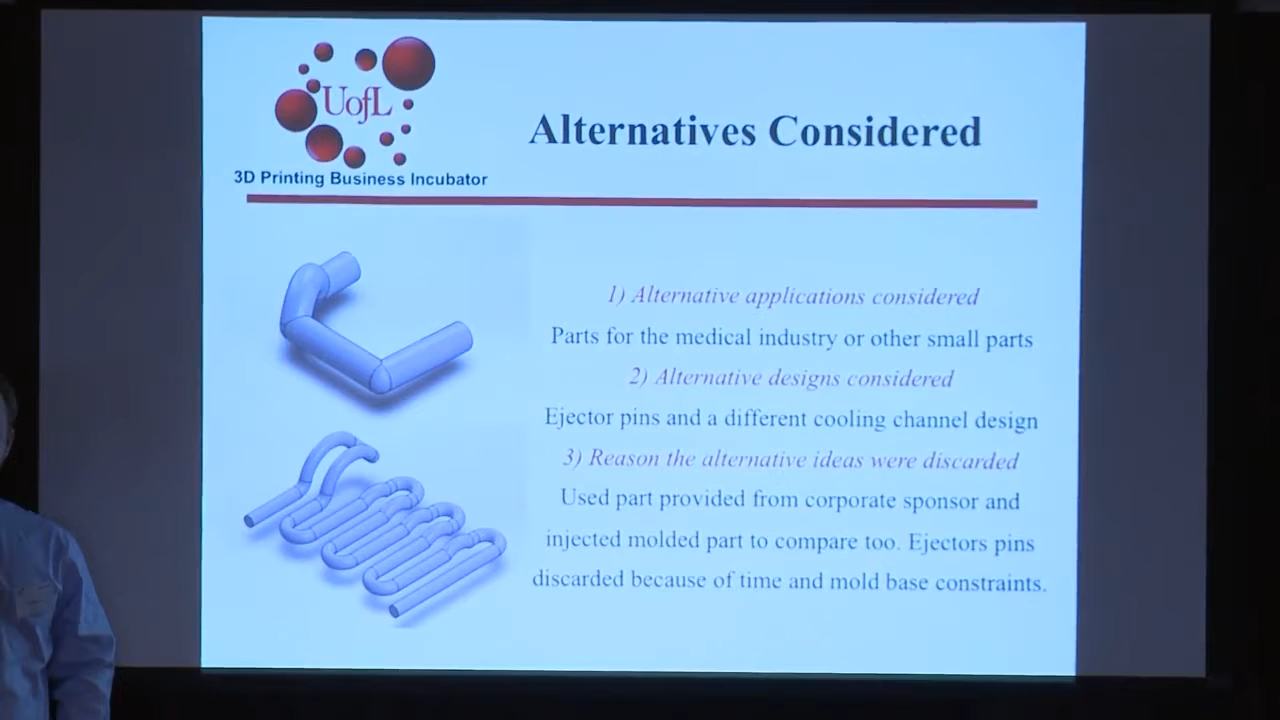 UofL
3D Printing Business Incubator
Alternatives Considered
1) Alternative applications considered
Parts for the medical industry or other small parts
2) Alternative designs considered
Ejector pins and a different cooling channel design
3) Reason the alternative ideas were discarded
Used part provided from corporate sponsor and
injected molded part to compare too. Ejectors pins
discarded because of time and mold base constraints.